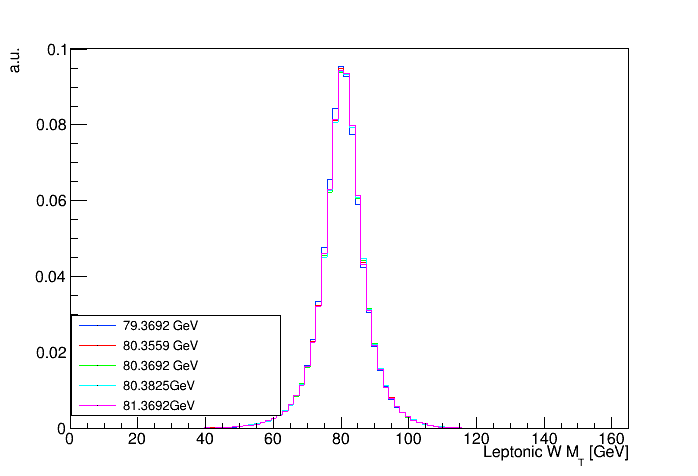 a.u.
0.1
0.08
0.06
0.04
0.02
0
79.3692 GeV
80.3559 GeV
80.3692 GeV
80.3825GeV
81.3692GeV
0 20 40 60 80 100 120 140 160
Leptonic W M_T [GeV]